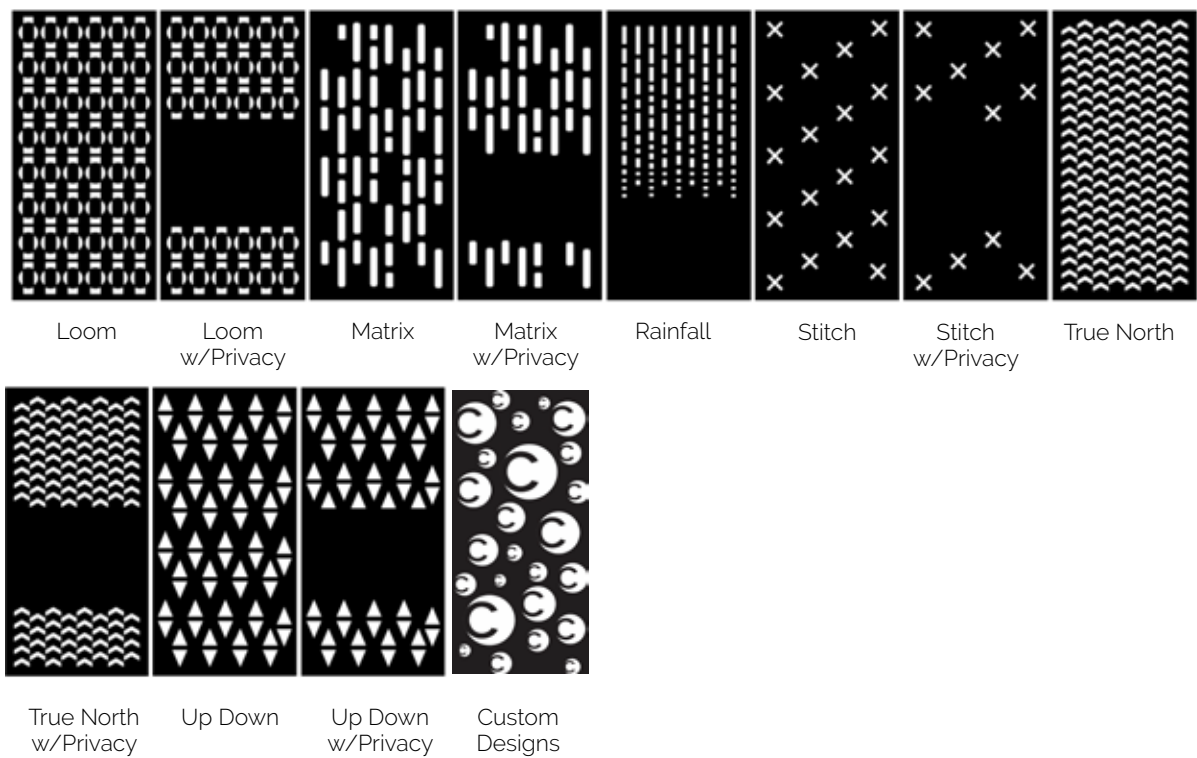 Loom
Loom
w/Privacy
Matrix
Matrix
w/Privacy
Rainfall
Stitch
Stitch
w/Privacy
True North
True North
w/Privacy
Up Down
Up Down
w/Privacy
Custom
Designs